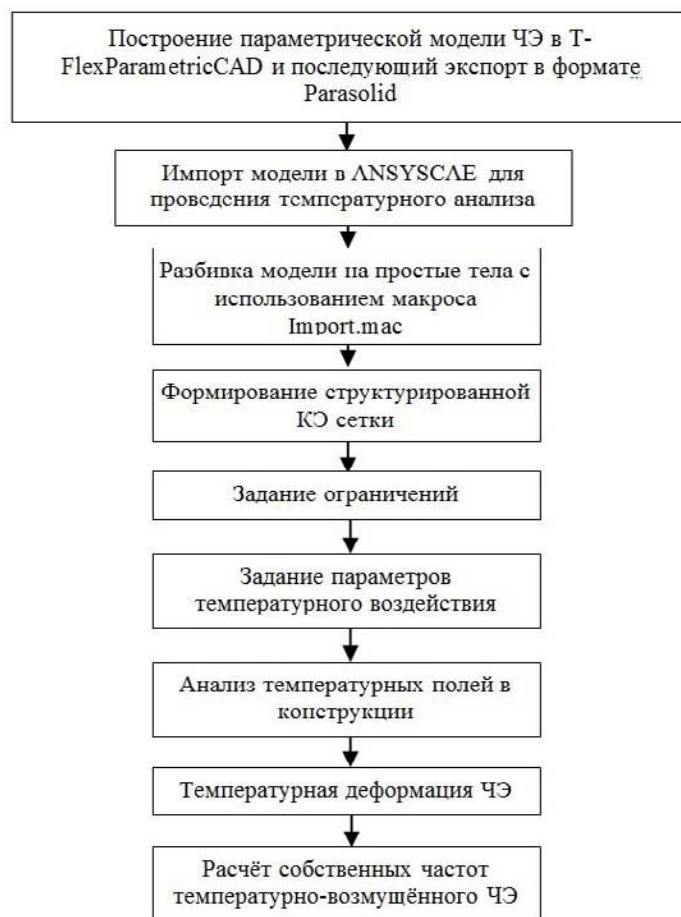 Построение параметрической модели ЧЭ в T-
FlexParametricCAD и последующий экспорт в формате
Parasolid
Импорт модели в ANSYSCAE для
проведения температурного анализа
Разбивка модели на простые тела с
использованием макроса
Import.mac
Формирование структурированной
КЭ сетки
Задание ограничений
Задание параметров
температурного воздействия
Анализ температурных полей в
конструкции
Температурная деформация ЧЭ
Расчёт собственных частот
температурно-возмущённого ЧЭ